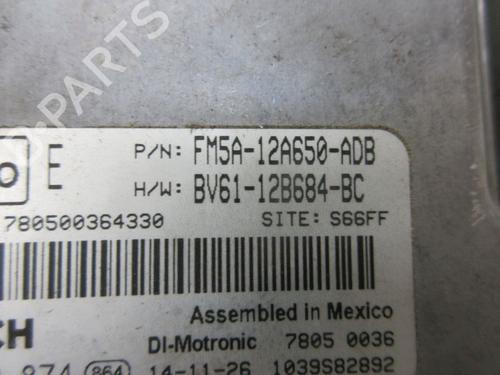 E P/N: FM5A-12A650-ADB
H/W: BV61-12B684-BC
780500364330 SITE: S66FF
Assembled in Mexico
DI-Motronic 7805 0036
974 864 14-11-26 1039S82892
B-PARTS